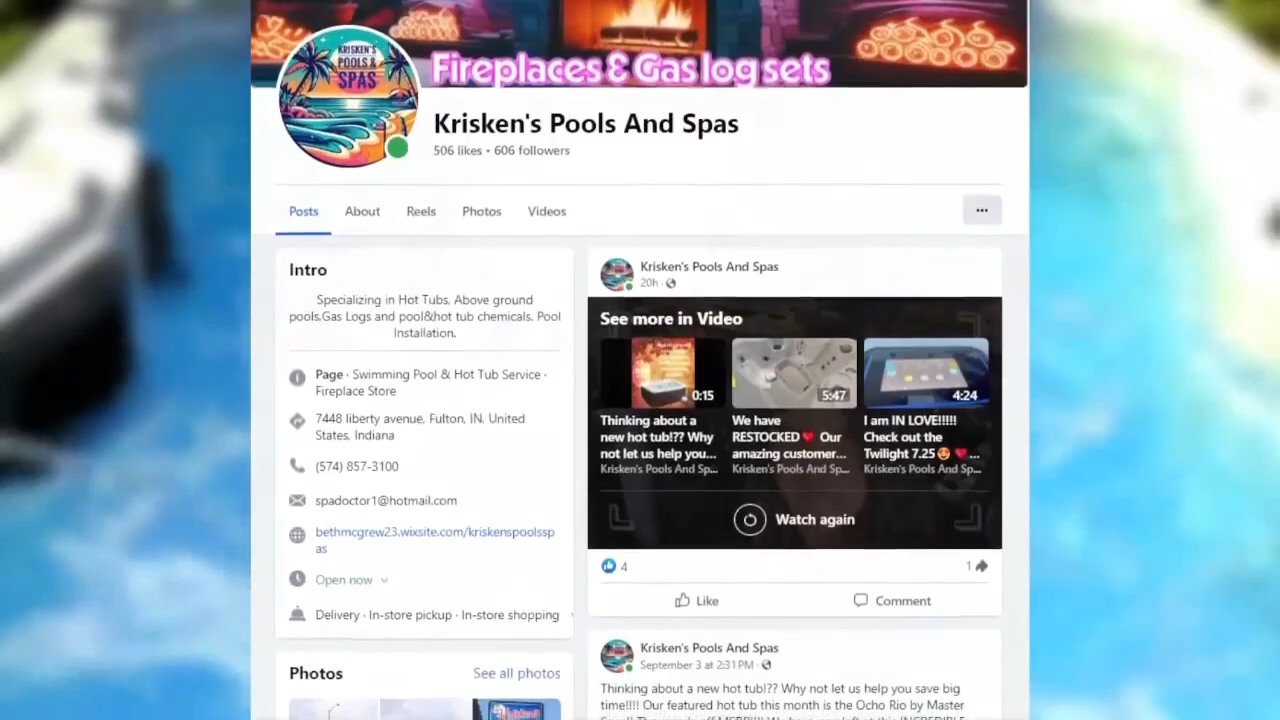 KRISKEN'S
POOLS &
SPAS
Fireplaces & Gas log sets
Krisken's Pools And Spas
506 likes • 606 followers
Posts
About
Reels
Photos
Videos
Intro
Specializing in Hot Tubs, Above ground
pools.Gas Logs and pool&hot tub chemicals. Pool
Installation.
Page · Swimming Pool & Hot Tub Service ·
Fireplace Store
7448 liberty avenue, Fulton, IN, United
States, Indiana
(574) 857-3100
spadoctor1@hotmail.com
bethmcgrew23.wixsite.com/kriskenspoolssp
as
Open now
Delivery · In-store pickup · In-store shopping
Photos
See all photos
Krisken's Pools And Spas
20h ·
See more in Video
0:15
5:47
4:24
Thinking about a
new hot tub!?? Why
not let us help you...
Krisken's Pools And Sp...
We have
RESTOCKED ❤ Our
amazing customer...
Krisken's Pools And Sp...
I am IN LOVE!!!!!
Check out the
Twilight 7.25 😍 ❤ ...
Krisken's Pools And Sp...
Watch again
4
1
Like
Comment
Krisken's Pools And Spas
September 3 at 2:31 PM ·
Thinking about a new hot tub!?? Why not let us help you save big
time!!!! Our featured hot tub this month is the Ocho Rio by Master